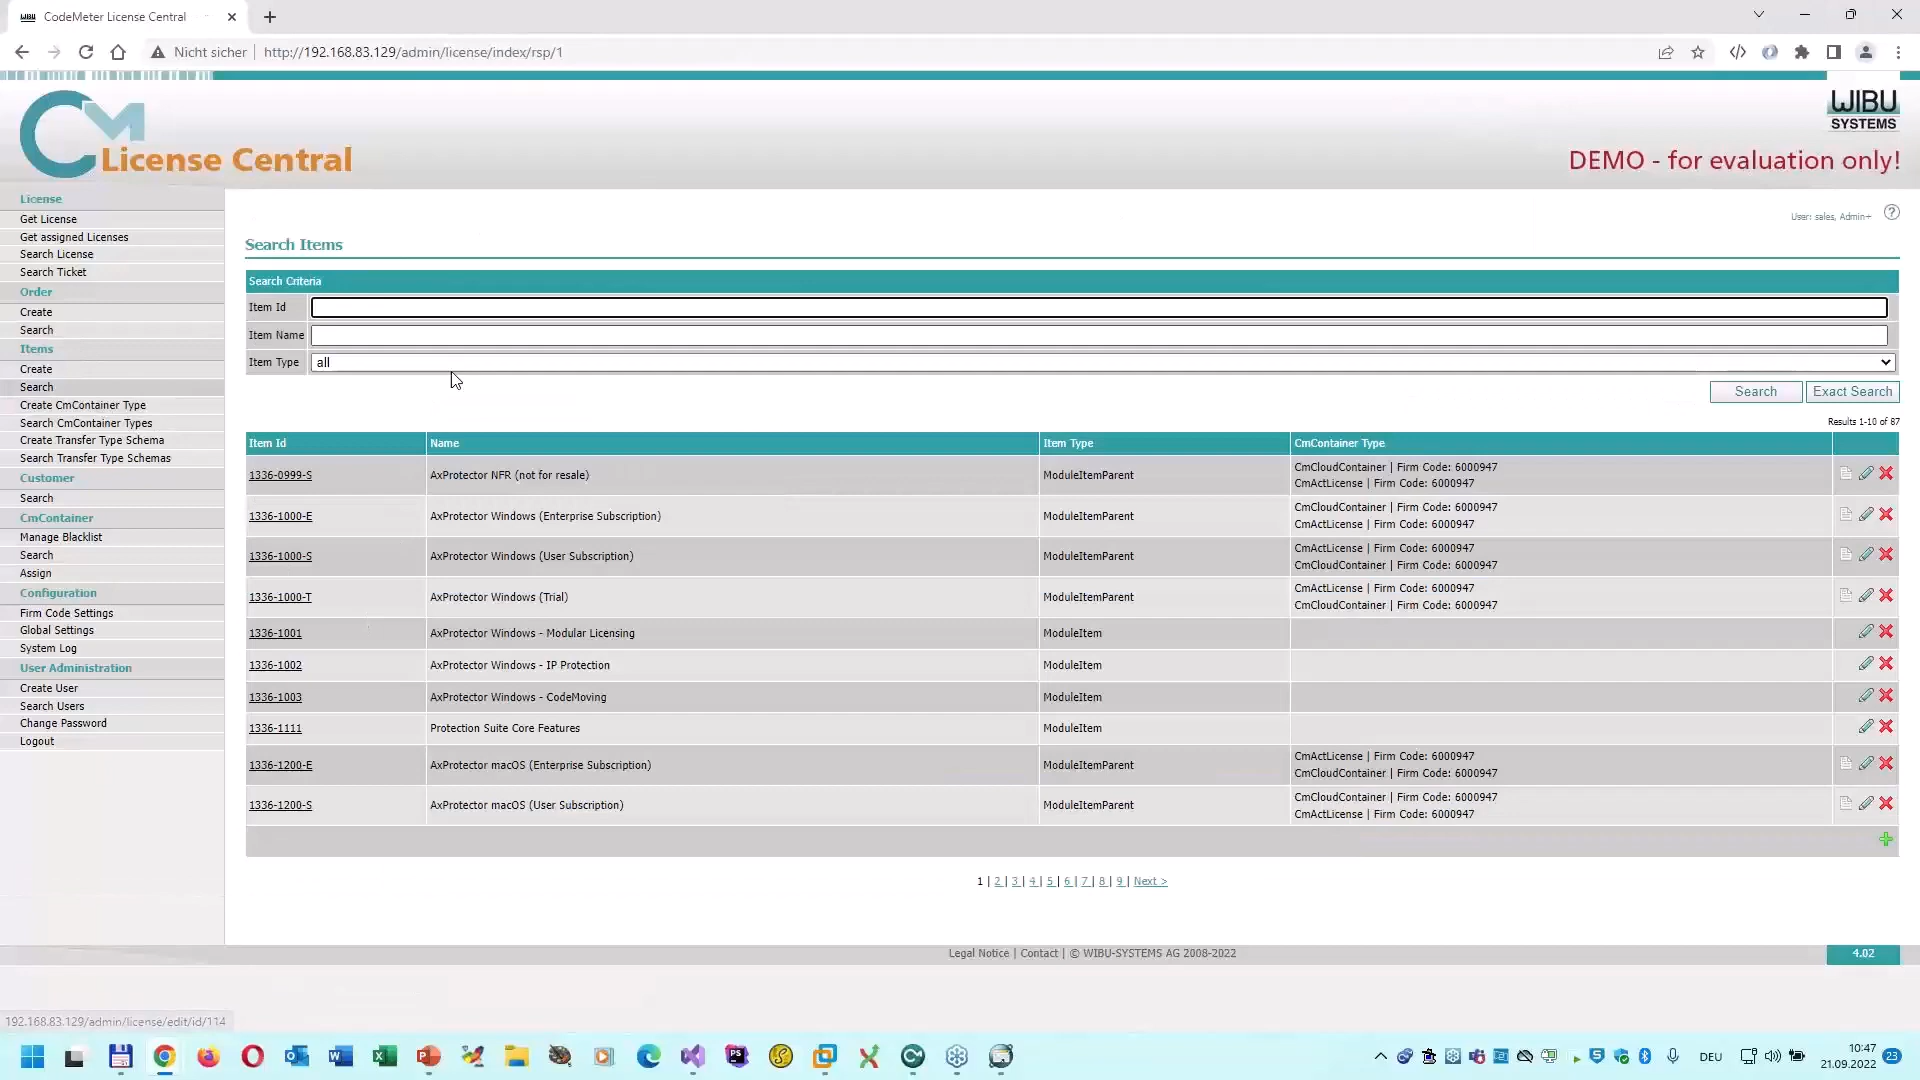 CodeMeter License Central
Nicht sicher http://192.168.83.129/admin/license/index/rsp/1
CM License Central
WIBU
SYSTEMS
DEMO - for evaluation only!
License
Get License
Get assigned Licenses
Search License
Search Ticket
Order
Create
Search
Items
Create
Search
Create CmContainer Type
Search CmContainer Types
Create Transfer Type Schema
Search Transfer Type Schemas
Customer
Search
CmContainer
Manage Blacklist
Search
Assign
Configuration
Firm Code Settings
Global Settings
System Log
User Administration
Create User
Search Users
Change Password
Logout
User: sales, Admin+
Search Items
Search Criteria
Item Id
Item Name
Item Type all
Search Exact Search
Results 1-10 of 87
Item Id Name Item Type CmContainer Type
1336-0999-S AxProtector NFR (not for resale) ModuleItemParent CmCloudContainer | Firm Code: 6000947
CmActLicense | Firm Code: 6000947
1336-1000-E AxProtector Windows (Enterprise Subscription) ModuleItemParent CmCloudContainer | Firm Code: 6000947
CmActLicense | Firm Code: 6000947
1336-1000-S AxProtector Windows (User Subscription) ModuleItemParent CmActLicense | Firm Code: 6000947
CmCloudContainer | Firm Code: 6000947
1336-1000-T AxProtector Windows (Trial) ModuleItemParent CmActLicense | Firm Code: 6000947
CmCloudContainer | Firm Code: 6000947
1336-1001 AxProtector Windows - Modular Licensing ModuleItem
1336-1002 AxProtector Windows - IP Protection ModuleItem
1336-1003 AxProtector Windows - CodeMoving ModuleItem
1336-1111 Protection Suite Core Features ModuleItem
1336-1200-E AxProtector macOS (Enterprise Subscription) ModuleItemParent CmActLicense | Firm Code: 6000947
CmCloudContainer | Firm Code: 6000947
1336-1200-S AxProtector macOS (User Subscription) ModuleItemParent CmCloudContainer | Firm Code: 6000947
CmActLicense | Firm Code: 6000947
1 | 2 | 3 | 4 | 5 | 6 | 7 | 8 | 9 | Next >
Legal Notice | Contact | © WIBU-SYSTEMS AG 2008-2022
4.02
192.168.83.129/admin/license/edit/id/114
DEU
10:47
21.09.2022
23